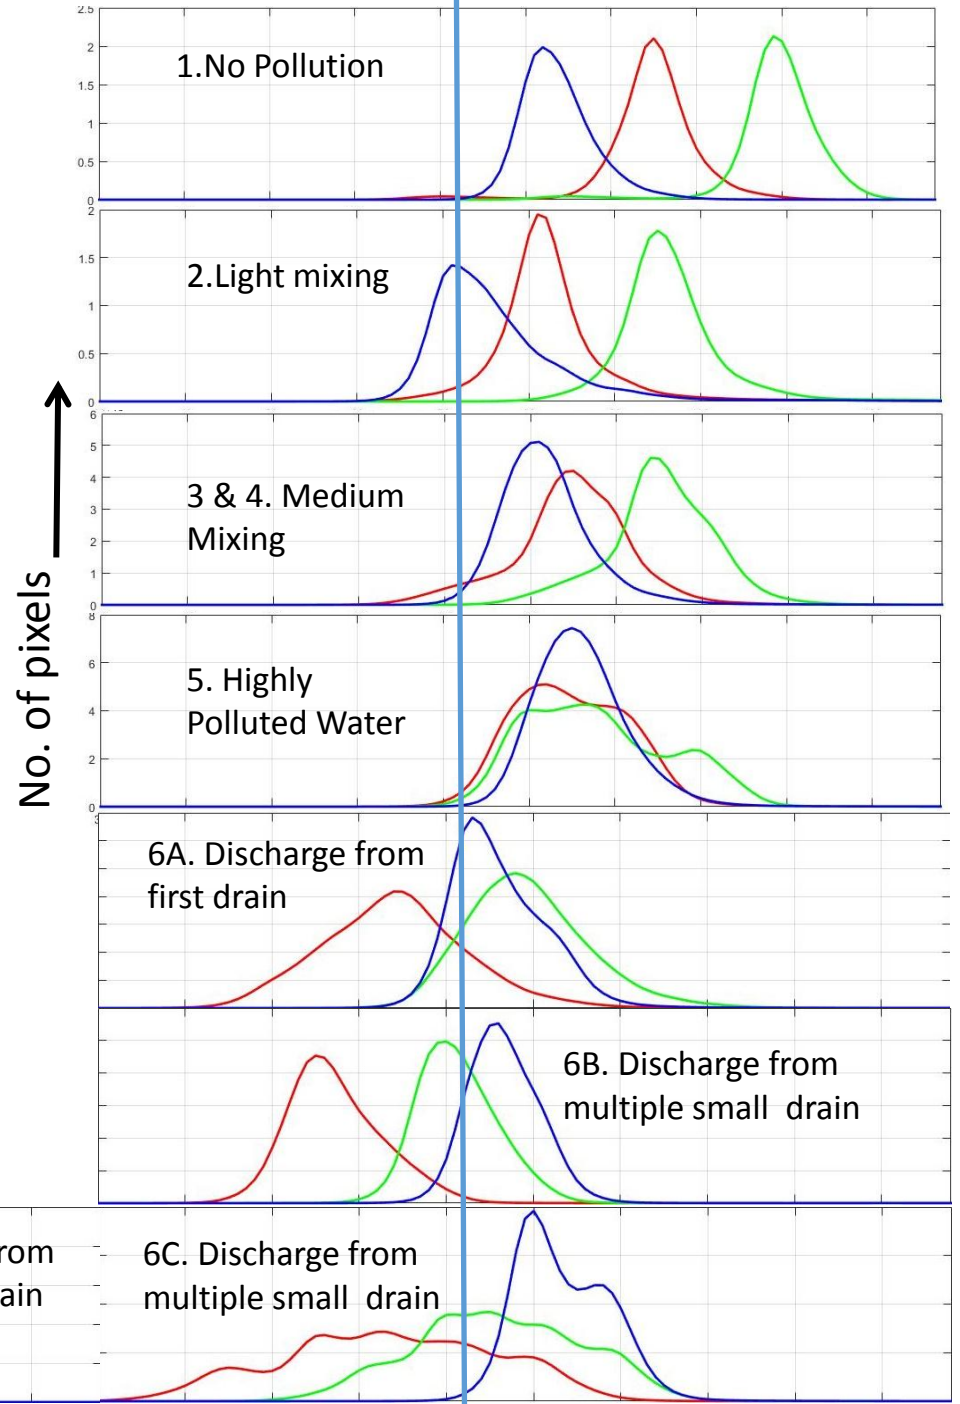 2.5
2
1.5
1
0.5
0
1.No Pollution
2
1.5
1
0.5
0
2.Light mixing
6
5
4
3
2
1
0
3 & 4. Medium
Mixing
8
6
4
2
0
5. Highly
Polluted Water
No. of pixels
6A. Discharge from
first drain
6B. Discharge from
multiple small drain
rom
ain
6C. Discharge from
multiple small drain